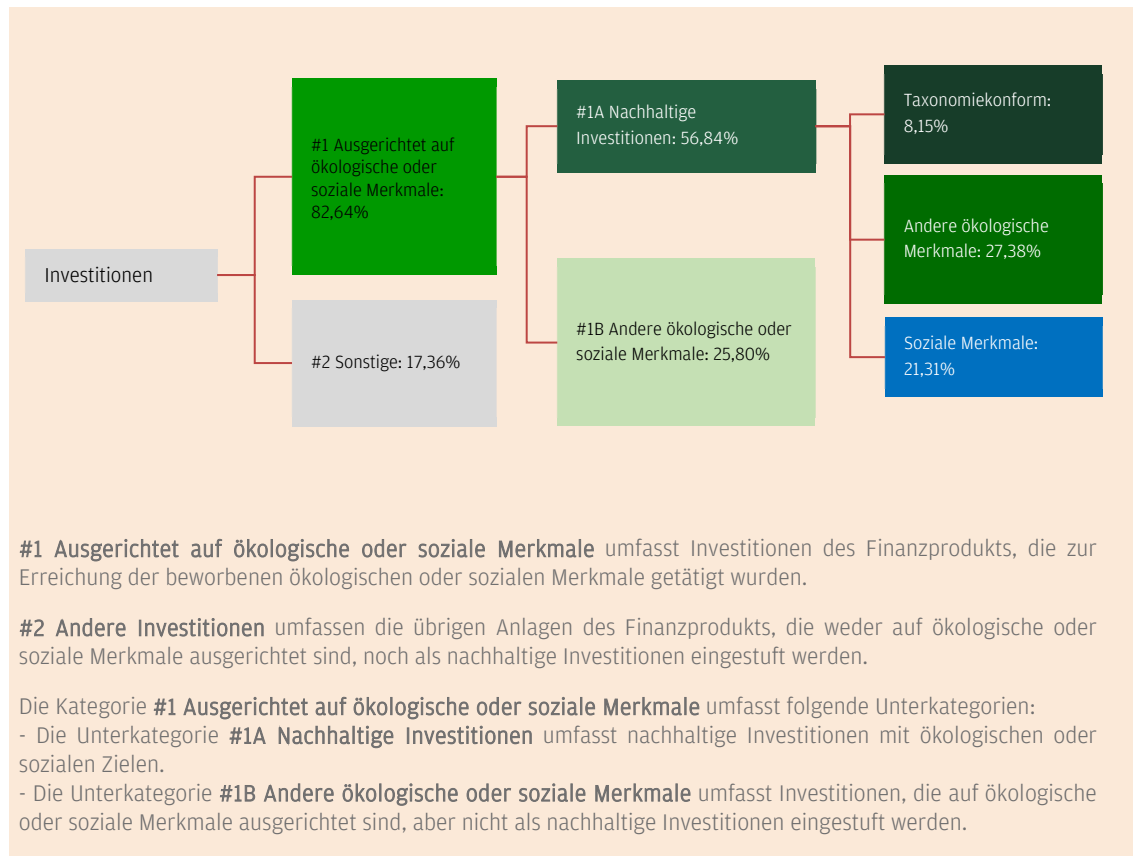 Investitionen
#1 Ausgerichtet auf
ökologische oder
soziale Merkmale:
82,64%
#2 Sonstige: 17,36%
#1A Nachhaltige
Investitionen: 56,84%
#1B Andere ökologische oder
soziale Merkmale: 25,80%
Taxonomiekonform:
8,15%
Andere ökologische
Merkmale: 27,38%
Soziale Merkmale:
21,31%
#1 Ausgerichtet auf ökologische oder soziale Merkmale umfasst Investitionen des Finanzprodukts, die zur
Erreichung der beworbenen ökologischen oder sozialen Merkmale getätigt wurden.
#2 Andere Investitionen umfassen die übrigen Anlagen des Finanzprodukts, die weder auf ökologische oder
soziale Merkmale ausgerichtet sind, noch als nachhaltige Investitionen eingestuft werden.
Die Kategorie #1 Ausgerichtet auf ökologische oder soziale Merkmale umfasst folgende Unterkategorien:
- Die Unterkategorie #1A Nachhaltige Investitionen umfasst nachhaltige Investitionen mit ökologischen oder
sozialen Zielen.
- Die Unterkategorie #1B Andere ökologische oder soziale Merkmale umfasst Investitionen, die auf ökologische
oder soziale Merkmale ausgerichtet sind, aber nicht als nachhaltige Investitionen eingestuft werden.